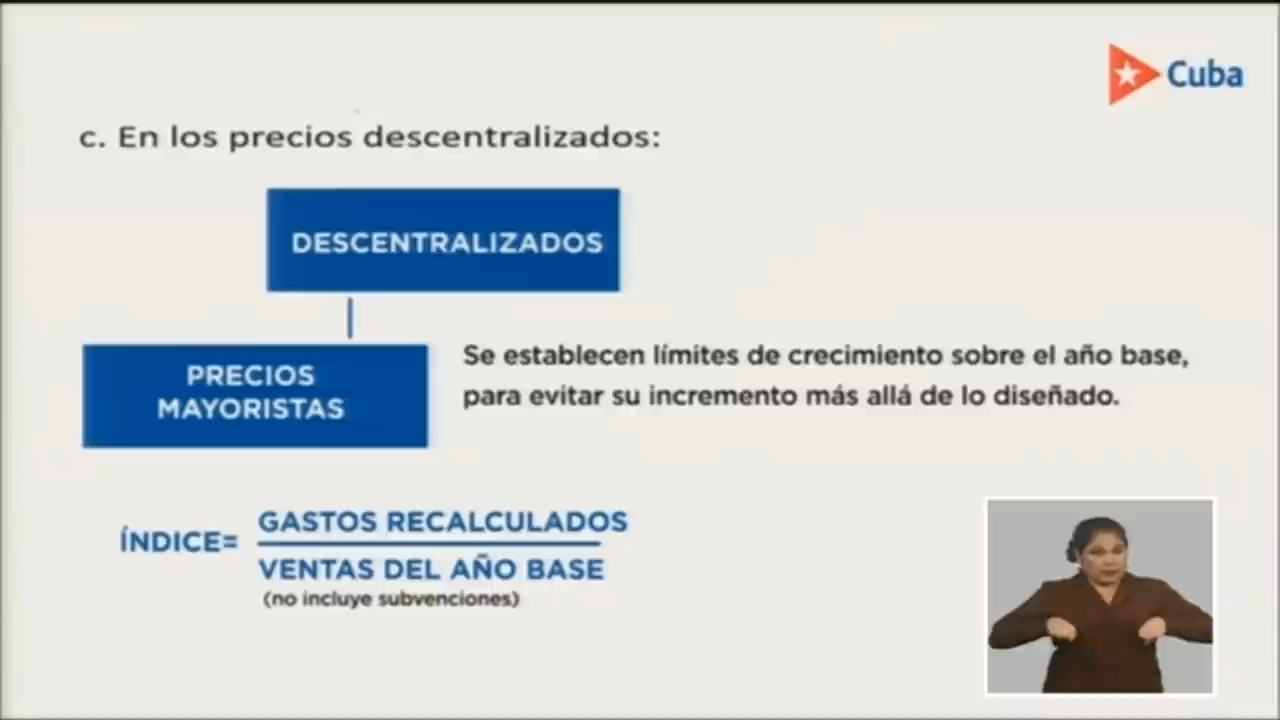 Cuba
c. En los precios descentralizados:
DESCENTRALIZADOS
PRECIOS
MAYORISTAS
Se establecen límites de crecimiento sobre el año base,
para evitar su incremento más allá de lo diseñado.
ÍNDICE=
GASTOS RECALCULADOS
VENTAS DEL AÑO BASE
(no incluye subvenciones)